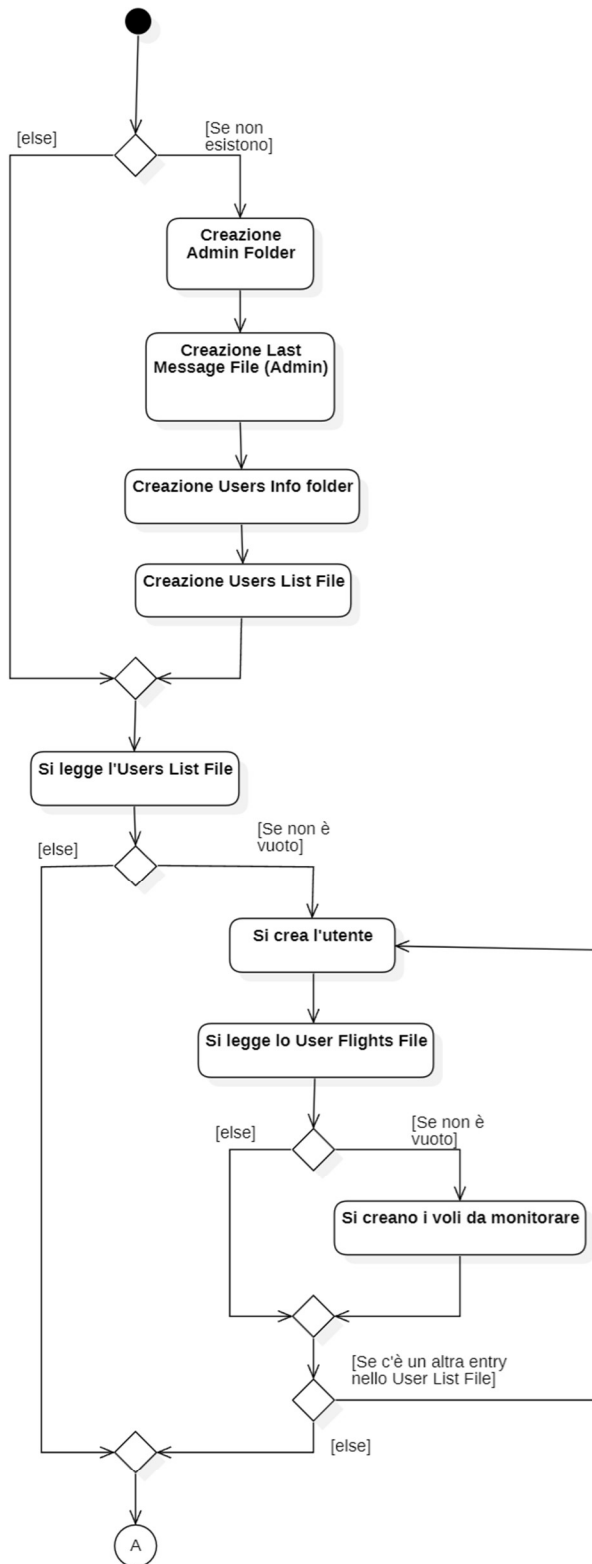 [else]
[Se non
esistono]
Creazione
Admin Folder
Creazione Last
Message File (Admin)
Creazione Users Info folder
Creazione Users List File
Si legge l'Users List File
[else]
[Se non è
vuoto]
Si crea l'utente
Si legge lo User Flights File
[else]
[Se non è
vuoto]
Si creano i voli da monitorare
[Se c'è un altra entry
nello User List File]
[else]
A